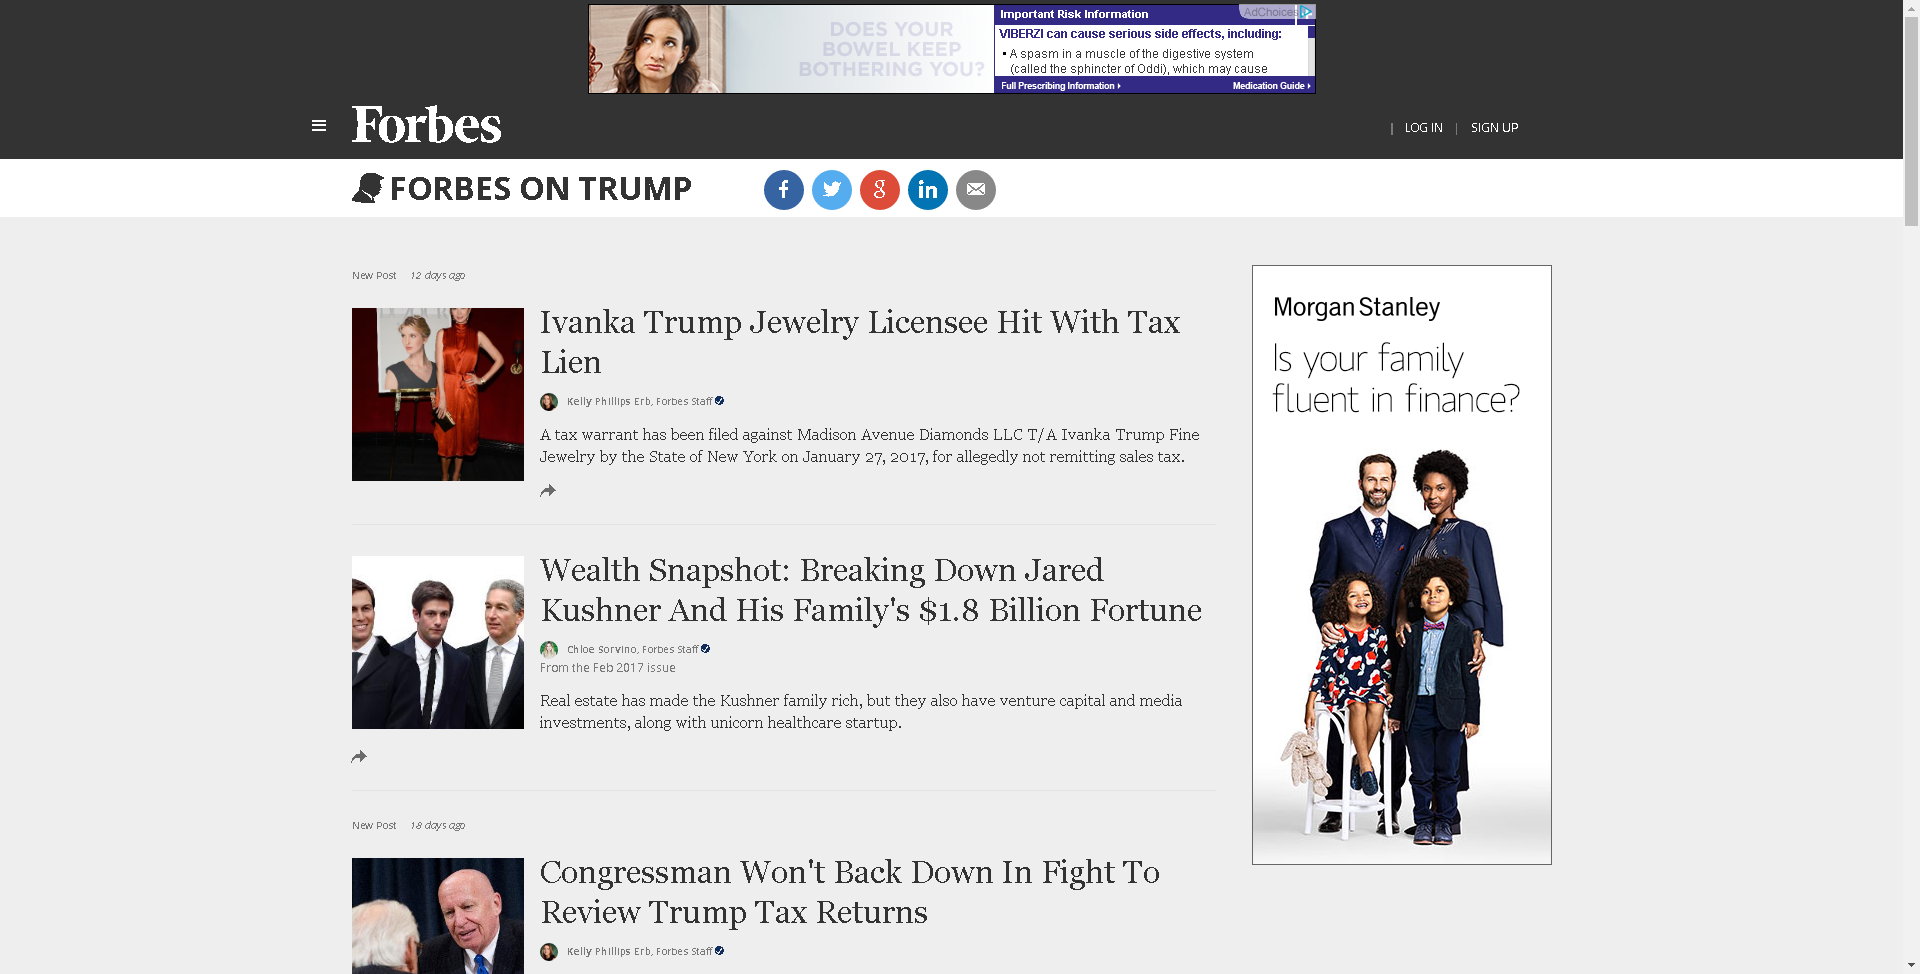 DOES YOUR
BOWEL KEEP
BOTHERING YOU?
Important Risk Information
AdChoices
VIBERZI can cause serious side effects, including:
• A spasm in a muscle of the digestive system
(called the sphincter of Oddi), which may cause
Full Prescribing Information
Medication Guide
Forbes
| LOG IN | SIGN UP
FORBES ON TRUMP
f
g
in
New Post 12 days ago
Ivanka Trump Jewelry Licensee Hit With Tax
Lien
Kelly Phillips Erb, Forbes Staff
A tax warrant has been filed against Madison Avenue Diamonds LLC T/A Ivanka Trump Fine
Jewelry by the State of New York on January 27, 2017, for allegedly not remitting sales tax.
Wealth Snapshot: Breaking Down Jared
Kushner And His Family's $1.8 Billion Fortune
Chloe Sorvino, Forbes Staff
From the Feb 2017 issue
Real estate has made the Kushner family rich, but they also have venture capital and media
investments, along with unicorn healthcare startup.
New Post 18 days ago
Congressman Won't Back Down In Fight To
Review Trump Tax Returns
Kelly Phillips Erb, Forbes Staff
Morgan Stanley
Is your family
fluent in finance?